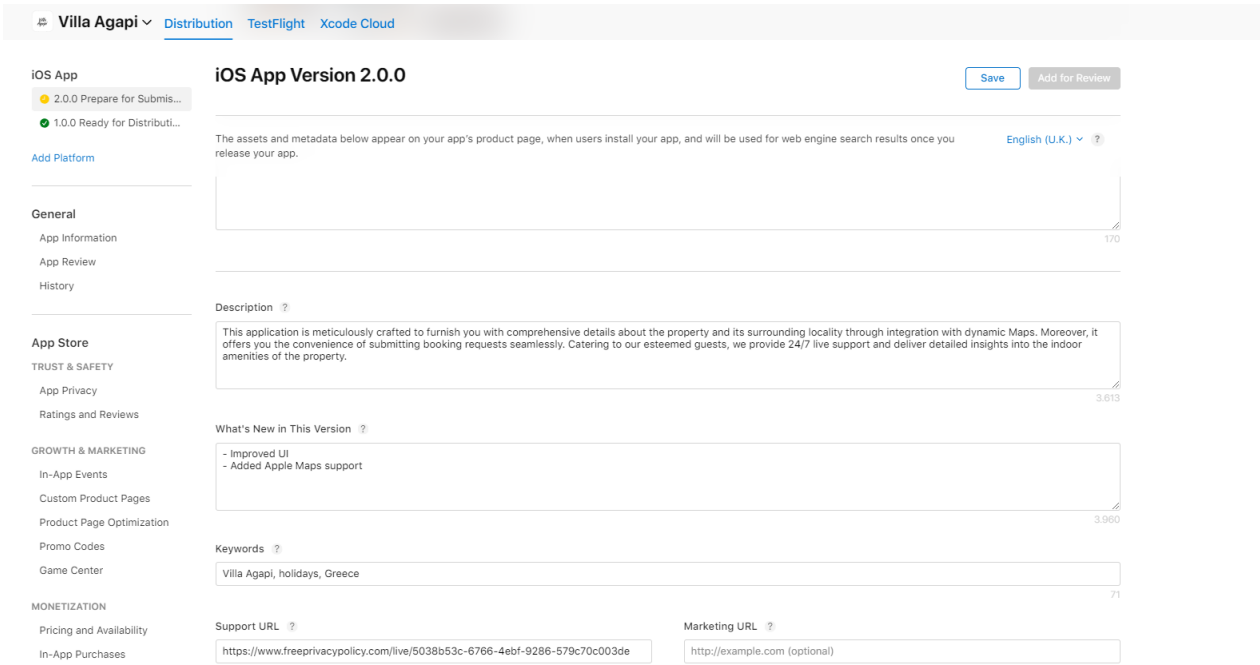 Villa Agapi
Distribution
TestFlight
Xcode Cloud
iOS App
2.0.0 Prepare for Submis...
1.0.0 Ready for Distributi...
Add Platform
General
App Information
App Review
History
App Store
TRUST & SAFETY
App Privacy
Ratings and Reviews
GROWTH & MARKETING
In-App Events
Custom Product Pages
Product Page Optimization
Promo Codes
Game Center
MONETIZATION
Pricing and Availability
In-App Purchases
iOS App Version 2.0.0
Save
Add for Review
The assets and metadata below appear on your app's product page, when users install your app, and will be used for web engine search results once you
release your app.
English (U.K.)
?
170
Description ?
This application is meticulously crafted to furnish you with comprehensive details about the property and its surrounding locality through integration with dynamic Maps. Moreover, it
offers you the convenience of submitting booking requests seamlessly. Catering to our esteemed guests, we provide 24/7 live support and deliver detailed insights into the indoor
amenities of the property.
3.613
What's New in This Version ?
- Improved UI
- Added Apple Maps support
3.960
Keywords ?
Villa Agapi, holidays, Greece
71
Support URL ?
https://www.freeprivacypolicy.com/live/5038b53c-6766-4ebf-9286-579c70c003de
Marketing URL ?
http://example.com (optional)